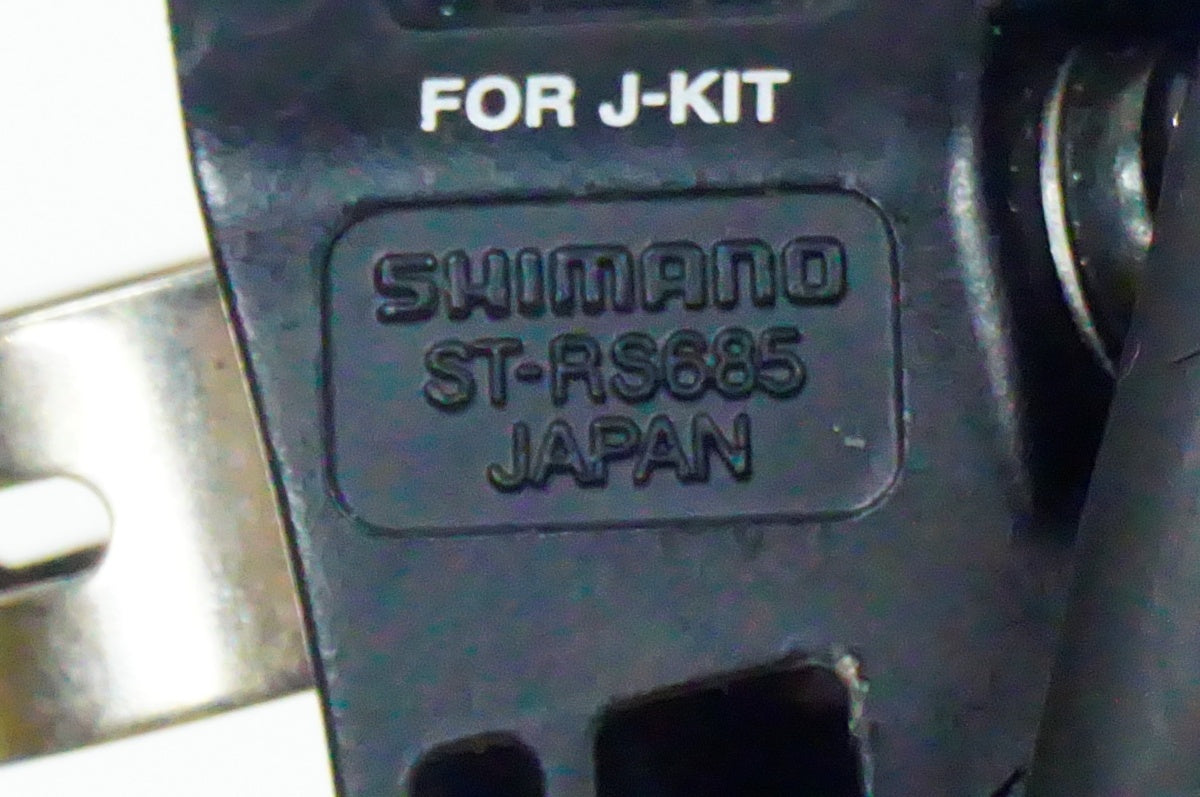 FOR J-KIT
SHIMANO
ST-RS685
JAPAN